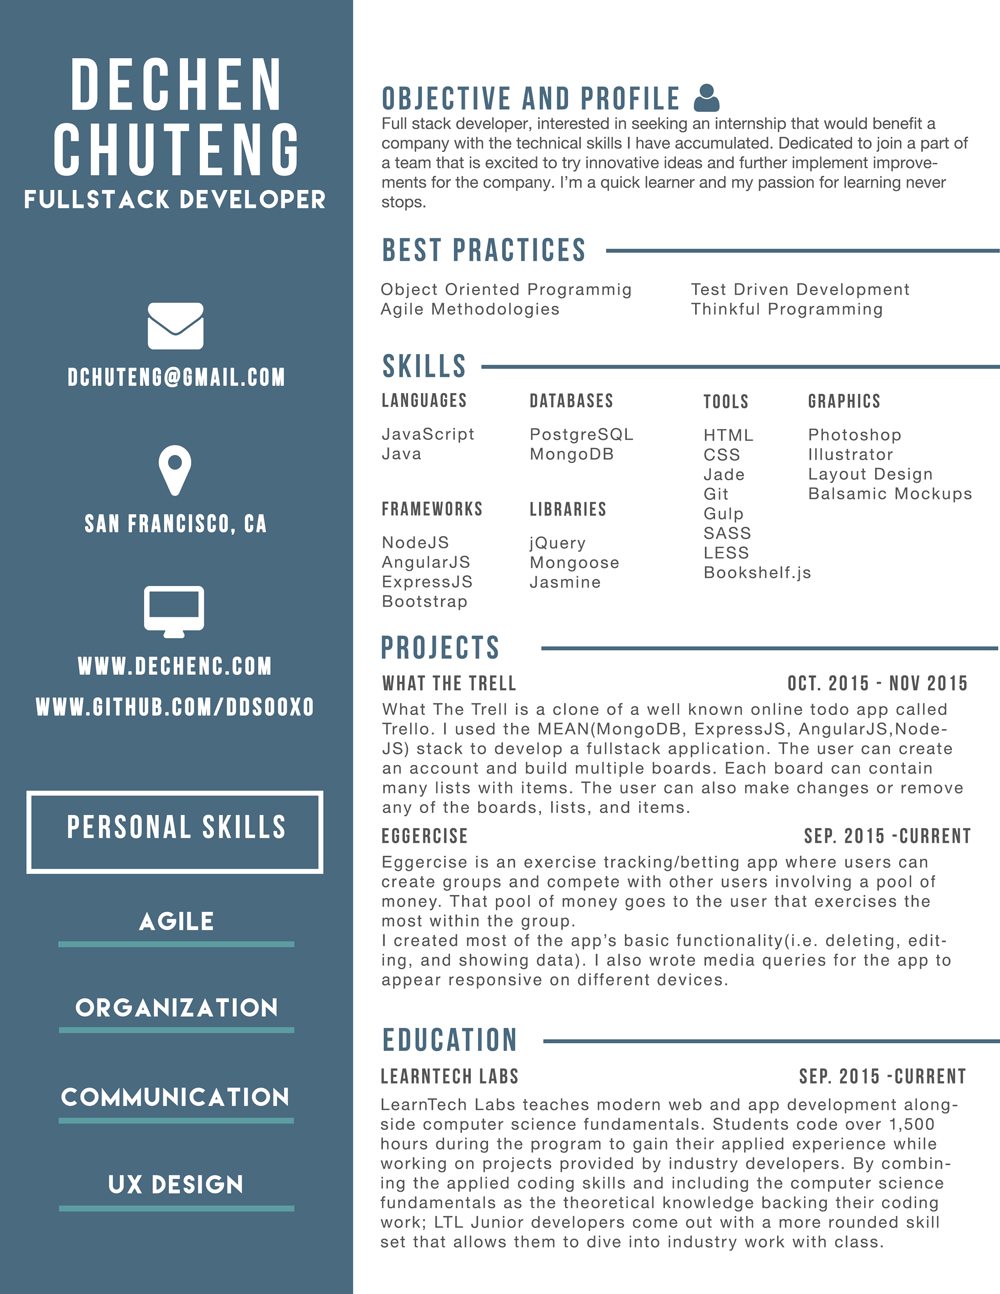 DECHEN
CHUTENG
FULLSTACK DEVELOPER
DCHUTENG@GMAIL.COM
SAN FRANCISCO, CA
WWW.DECHENC.COM
WWW.GITHUB.COM/DDSOOXO
PERSONAL SKILLS
AGILE
ORGANIZATION
COMMUNICATION
UX DESIGN
OBJECTIVE AND PROFILE
Full stack developer, interested in seeking an internship that would benefit a
company with the technical skills I have accumulated. Dedicated to join a part of
a team that is excited to try innovative ideas and further implement improve-
ments for the company. I'm a quick learner and my passion for learning never
stops.
BEST PRACTICES
Object Oriented Programmig
Agile Methodologies
Test Driven Development
Thinkful Programming
SKILLS
LANGUAGES
JavaScript
Java
DATABASES
PostgreSQL
MongoDB
TOOLS
HTML
CSS
Jade
Git
Gulp
SASS
LESS
Bookshelf.js
GRAPHICS
Photoshop
Illustrator
Layout Design
Balsamic Mockups
FRAMEWORKS
NodeJS
AngularJS
ExpressJS
Bootstrap
LIBRARIES
jQuery
Mongoose
Jasmine
PROJECTS
WHAT THE TRELL OCT. 2015 - NOV 2015
What The Trell is a clone of a well known online todo app called
Trello. I used the MEAN(MongoDB, ExpressJS, AngularJS,Node-
JS) stack to develop a fullstack application. The user can create
an account and build multiple boards. Each board can contain
many lists with items. The user can also make changes or remove
any of the boards, lists, and items.
EGGERCISE SEP. 2015 -CURRENT
Eggercise is an exercise tracking/betting app where users can
create groups and compete with other users involving a pool of
money. That pool of money goes to the user that exercises the
most within the group.
I created most of the app's basic functionality(i.e. deleting, edit-
ing, and showing data). I also wrote media queries for the app to
appear responsive on different devices.
EDUCATION
LEARNTECH LABS SEP. 2015 -CURRENT
LearnTech Labs teaches modern web and app development along-
side computer science fundamentals. Students code over 1,500
hours during the program to gain their applied experience while
working on projects provided by industry developers. By combin-
ing the applied coding skills and including the computer science
fundamentals as the theoretical knowledge backing their coding
work; LTL Junior developers come out with a more rounded skill
set that allows them to dive into industry work with class.